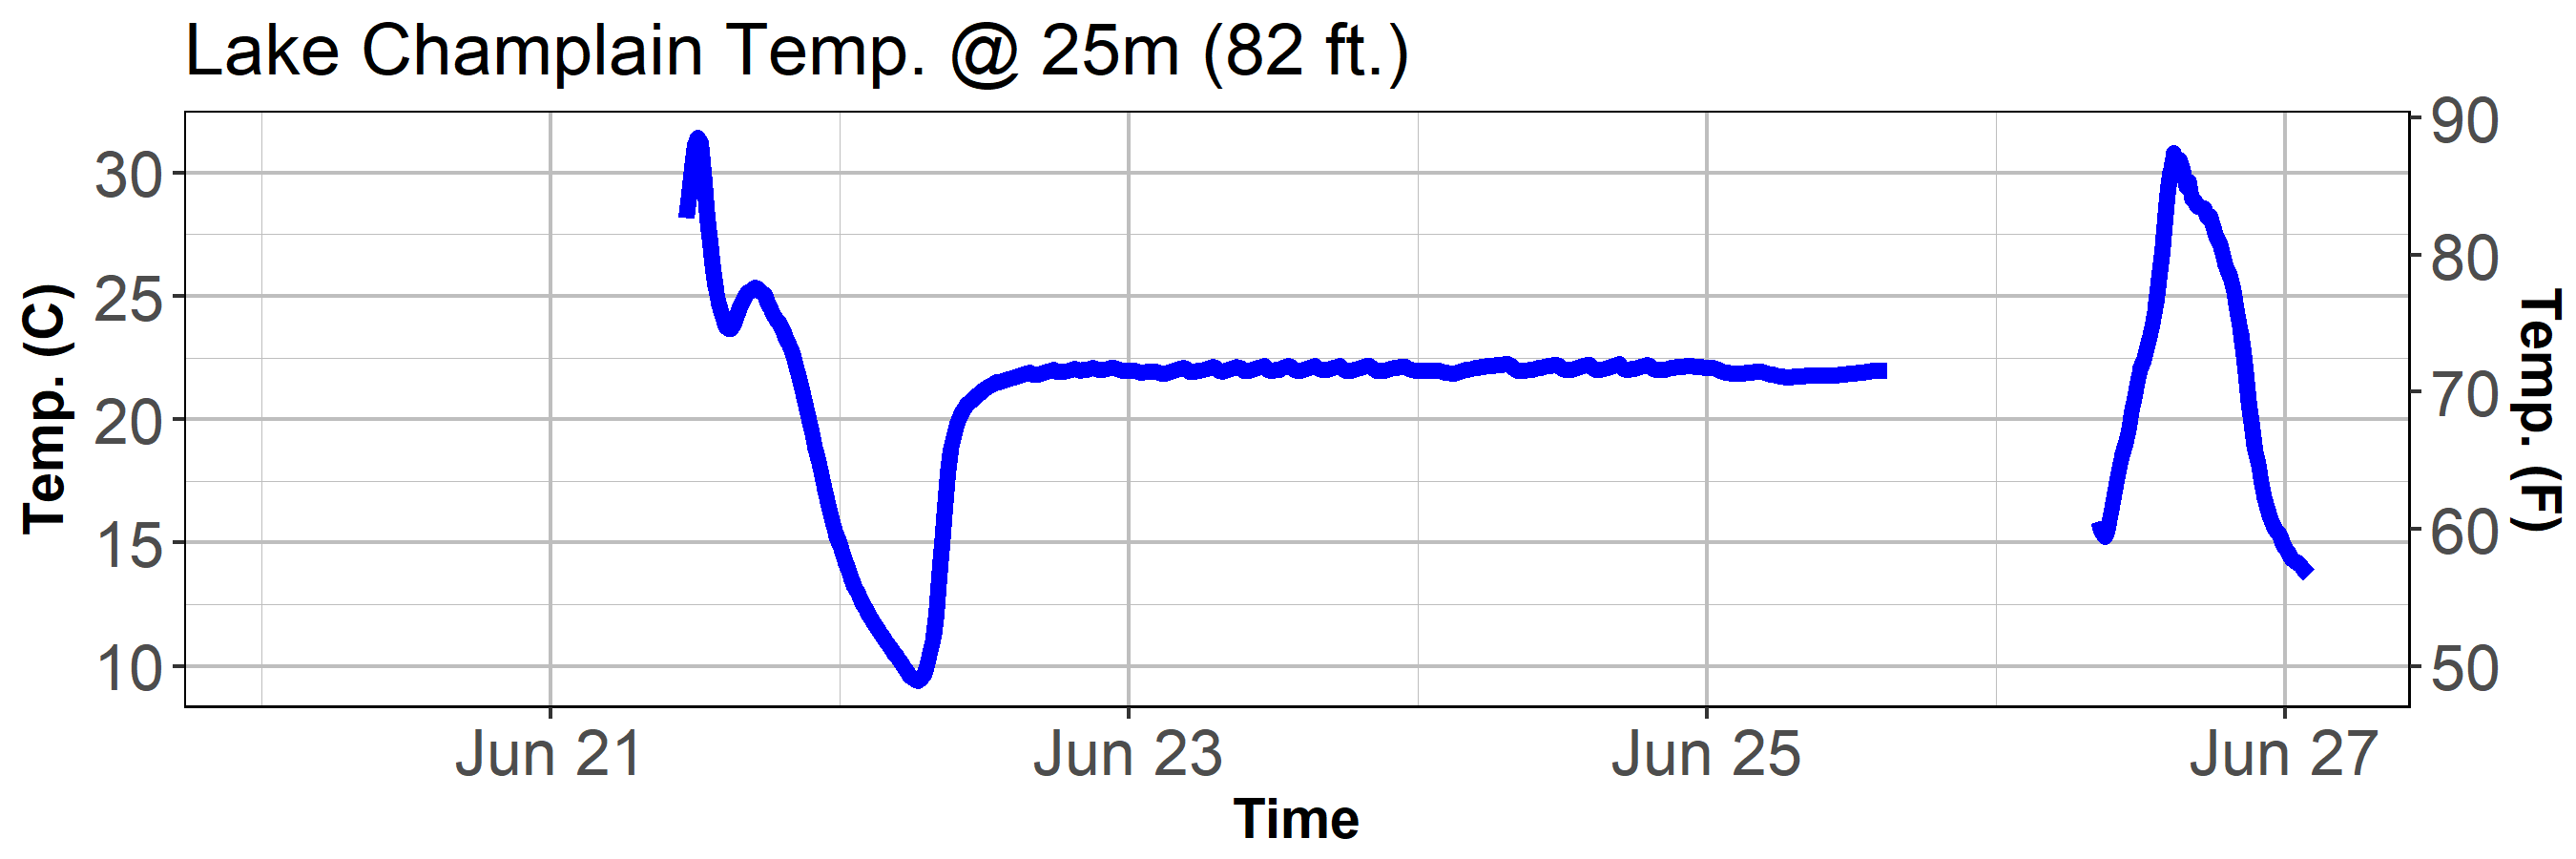 Lake Champlain Temp. @ 25m (82 ft.)
Temp. (C)
30
25
20
15
10
90
80
70
60
50
Temp. (F)
Jun 21
Jun 23
Jun 25
Jun 27
Time